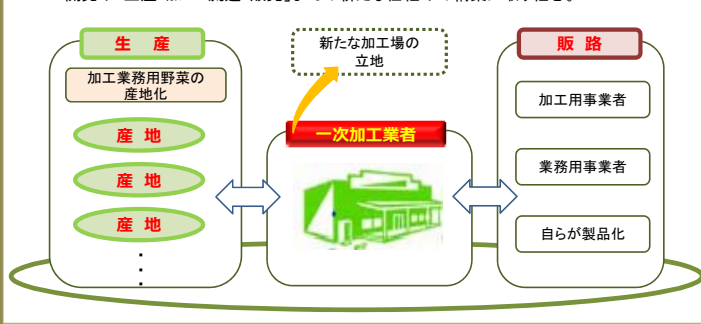 生 産
加工業務用野菜の
産地化
産 地
産 地
産 地
・
・
・
新たな加工場の
立地
一次加工業者
販 路
加工用事業者
業務用事業者
自らが製品化